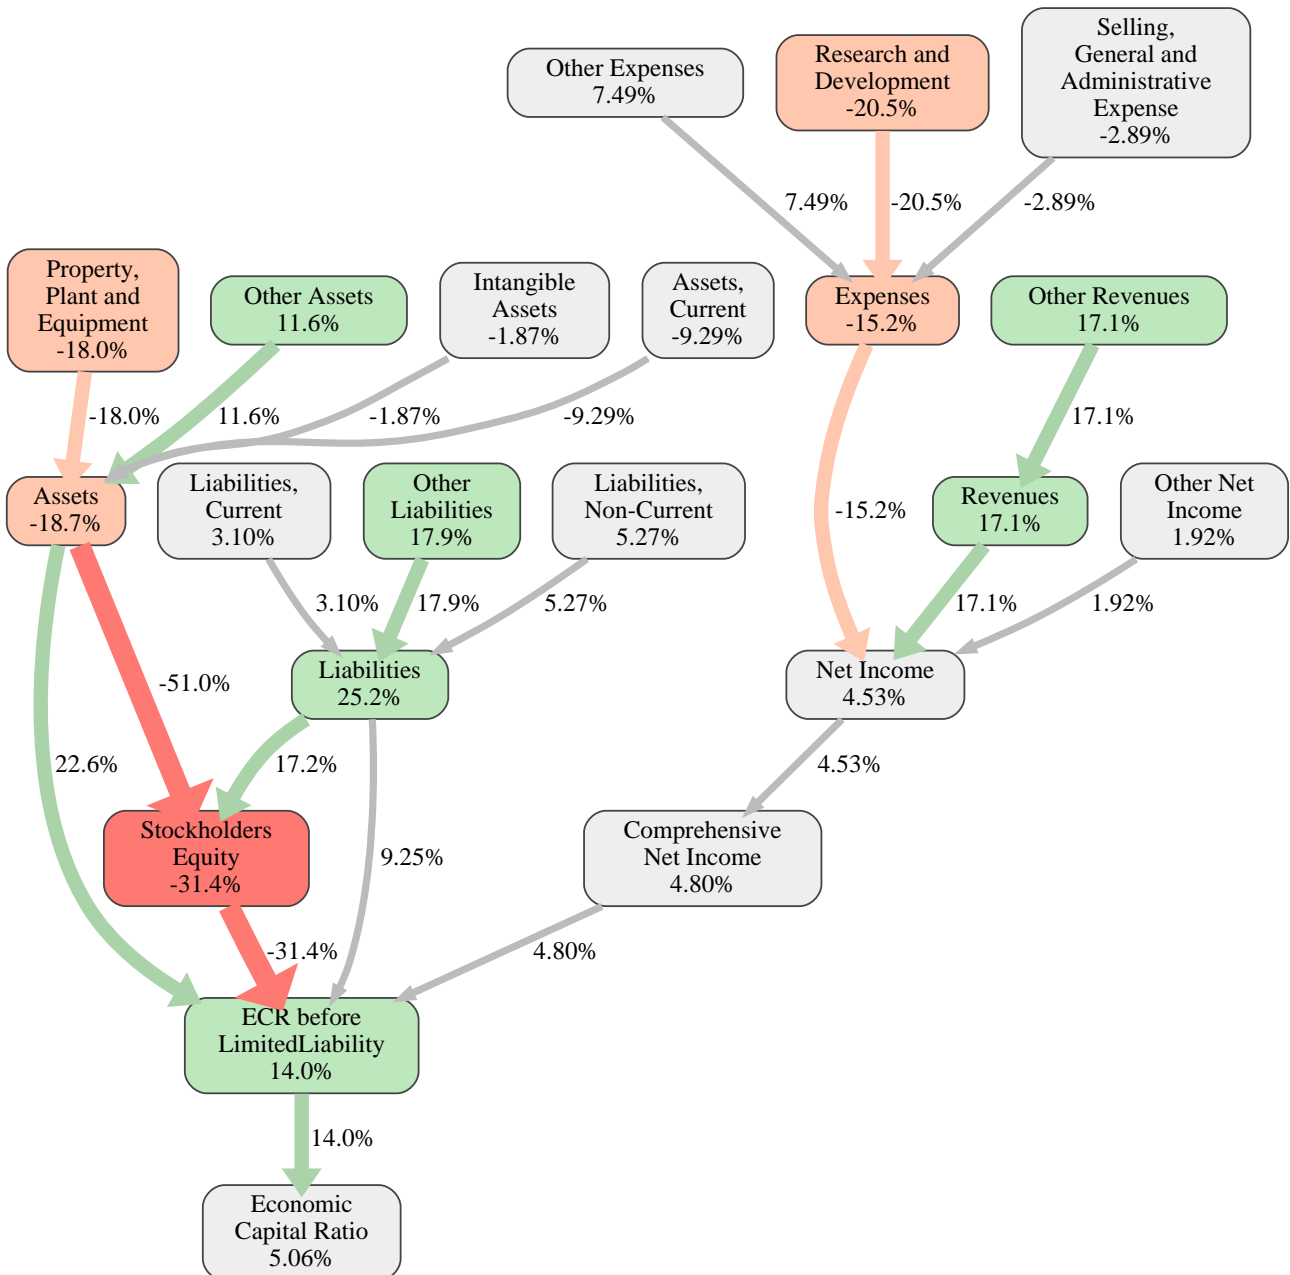 Selling,
General and
Administrative
Expense
-2.89%
Research and
Development
-20.5%
Other Expenses
7.49%
7.49%
-20.5%
-2.89%
Property,
Plant and
Equipment
-18.0%
Other Assets
11.6%
Intangible
Assets
-1.87%
Assets,
Current
-9.29%
Expenses
-15.2%
Other Revenues
17.1%
-18.0%
11.6%
-1.87%
-9.29%
17.1%
Assets
-18.7%
Liabilities,
Current
3.10%
Other
Liabilities
17.9%
Liabilities,
Non-Current
5.27%
-15.2%
Revenues
17.1%
Other Net
Income
1.92%
3.10%
17.9%
5.27%
17.1%
1.92%
-51.0%
Liabilities
25.2%
Net Income
4.53%
22.6%
17.2%
4.53%
Stockholders
Equity
-31.4%
9.25%
Comprehensive
Net Income
4.80%
-31.4%
4.80%
ECR before
LimitedLiability
14.0%
14.0%
Economic
Capital Ratio
5.06%